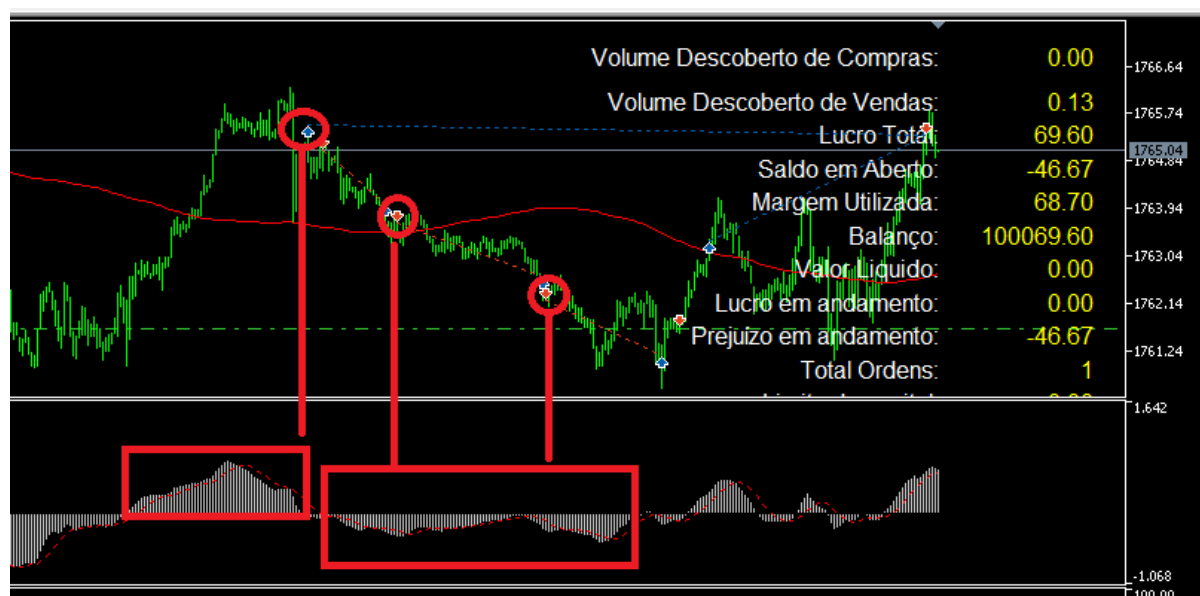 Volume Descoberto de Compras: 0.00
1766.64
Volume Descoberto de Vendas: 0.13
1765.74
Lucro Total: 69.60
1765.04
1764.84
Saldo em Aberto: -46.67
Margem Utilizada: 68.70
1763.94
Balanço: 100069.60
1763.04
Valor Liquido: 0.00
Lucro em andamento: 0.00
1762.14
Prejuizo em andamento: -46.67
1761.24
Total Ordens: 1
1.642
-1.068
100.00